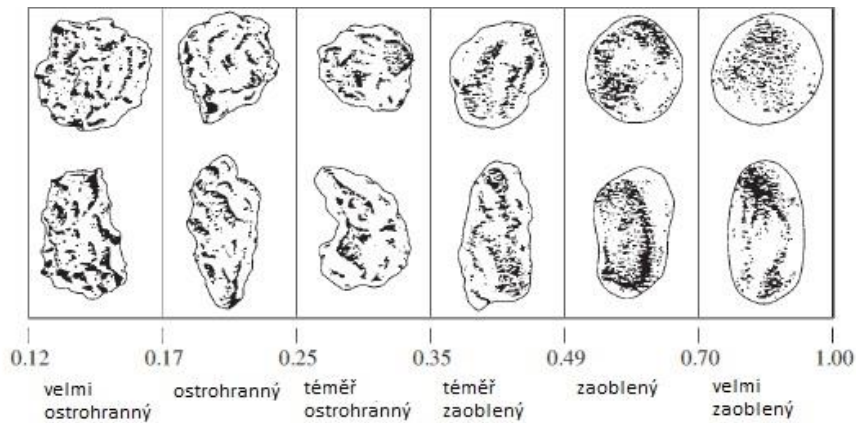 0.12 0.17 0.25 0.35 0.49 0.70 1.00
velmi ostrohranný
ostrohranný
téměř ostrohranný
téměř zaoblený
zaoblený
velmi zaoblený